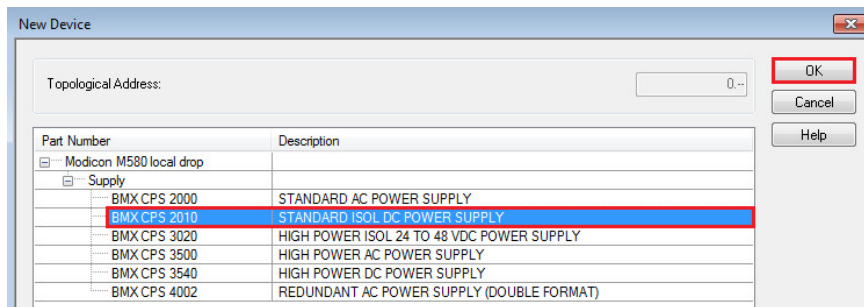 New Device
Topological Address:
0.--
OK
Cancel
Help
Part Number Description
Modicon M580 local drop
Supply
BMX CPS 2000 STANDARD AC POWER SUPPLY
BMX CPS 2010 STANDARD ISOL DC POWER SUPPLY
BMX CPS 3020 HIGH POWER ISOL 24 TO 48 VDC POWER SUPPLY
BMX CPS 3500 HIGH POWER AC POWER SUPPLY
BMX CPS 3540 HIGH POWER DC POWER SUPPLY
BMX CPS 4002 REDUNDANT AC POWER SUPPLY (DOUBLE FORMAT)